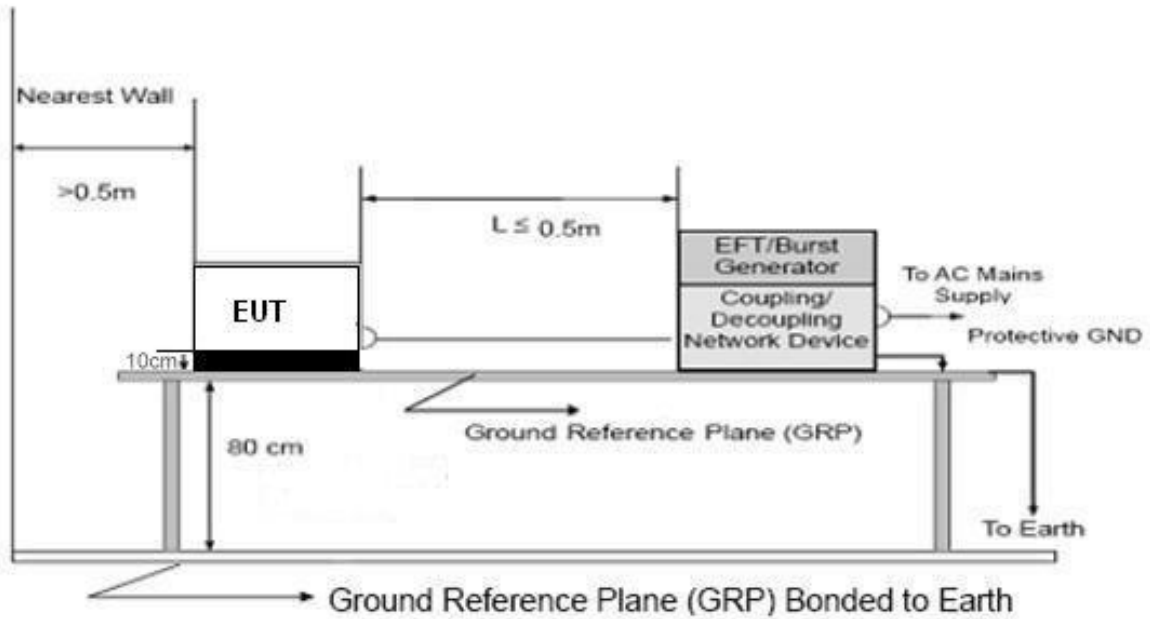 Nearest Wall
>0.5m
L ≤ 0.5m
EFT/Burst
Generator
To AC Mains
Supply
EUT
Coupling/
Decoupling
Network Device
Protective GND
10cm
Ground Reference Plane (GRP)
80 cm
To Earth
Ground Reference Plane (GRP) Bonded to Earth